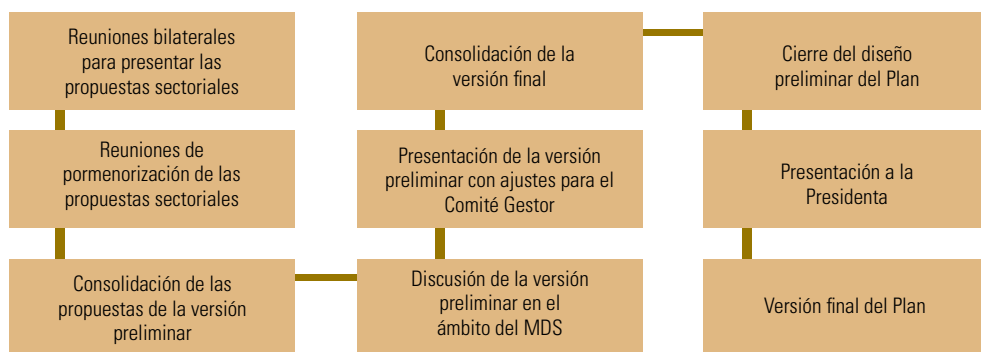 Reuniones bilaterales
para presentar las
propuestas sectoriales
Reuniones de
pormenorización de las
propuestas sectoriales
Consolidación de las
propuestas de la versión
preliminar
Discusión de la versión
preliminar en el
ámbito del MDS
Presentación de la versión
preliminar con ajustes para el
Comité Gestor
Consolidación de la
versión final
Cierre del diseño
preliminar del Plan
Presentación a la
Presidenta
Versión final del Plan